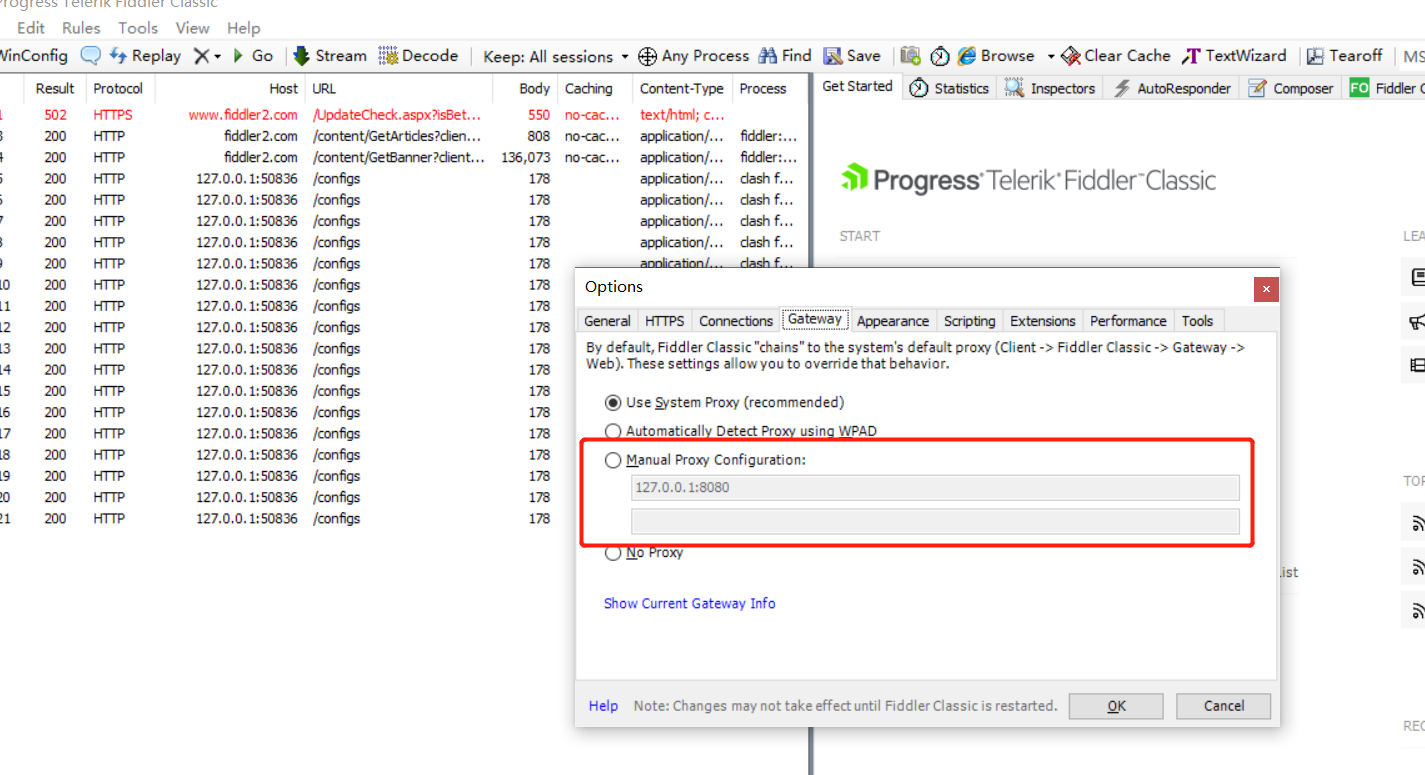 Progress Telerik Fiddler Classic
Edit Rules Tools View Help
WinConfig Replay Go Stream Decode Keep: All sessions Any Process Find Save Browse Clear Cache TextWizard Tearoff MS
Result Protocol Host URL Body Caching Content-Type Process
502 HTTPS www.fiddler2.com /UpdateCheck.aspx?isBet... 550 no-cac... text/html; c...
3 200 HTTP fiddler2.com /content/GetArticles?clien... 808 no-cac... application/... fiddler:...
4 200 HTTP fiddler2.com /content/GetBanner?client... 136,073 no-cac... application/... fiddler:...
5 200 HTTP 127.0.0.1:50836 /configs 178 application/... clash f...
6 200 HTTP 127.0.0.1:50836 /configs 178 application/... clash f...
7 200 HTTP 127.0.0.1:50836 /configs 178 application/... clash f...
8 200 HTTP 127.0.0.1:50836 /configs 178 application/... clash f...
9 200 HTTP 127.0.0.1:50836 /configs 178 application/... clash f...
10 200 HTTP 127.0.0.1:50836 /configs 178
11 200 HTTP 127.0.0.1:50836 /configs 178
12 200 HTTP 127.0.0.1:50836 /configs 178
13 200 HTTP 127.0.0.1:50836 /configs 178
14 200 HTTP 127.0.0.1:50836 /configs 178
15 200 HTTP 127.0.0.1:50836 /configs 178
16 200 HTTP 127.0.0.1:50836 /configs 178
17 200 HTTP 127.0.0.1:50836 /configs 178
18 200 HTTP 127.0.0.1:50836 /configs 178
19 200 HTTP 127.0.0.1:50836 /configs 178
20 200 HTTP 127.0.0.1:50836 /configs 178
21 200 HTTP 127.0.0.1:50836 /configs 178
Get Started Statistics Inspectors AutoResponder Composer FO Fiddler
Progress Telerik Fiddler Classic
START
LEA
TOP
ist
REC
Options
General HTTPS Connections Gateway Appearance Scripting Extensions Performance Tools
By default, Fiddler Classic "chains" to the system's default proxy (Client -> Fiddler Classic -> Gateway ->
Web). These settings allow you to override that behavior.
Use System Proxy (recommended)
Automatically Detect Proxy using WPAD
Manual Proxy Configuration:
127.0.0.1:8080
No Proxy
Show Current Gateway Info
Help Note: Changes may not take effect until Fiddler Classic is restarted. OK Cancel